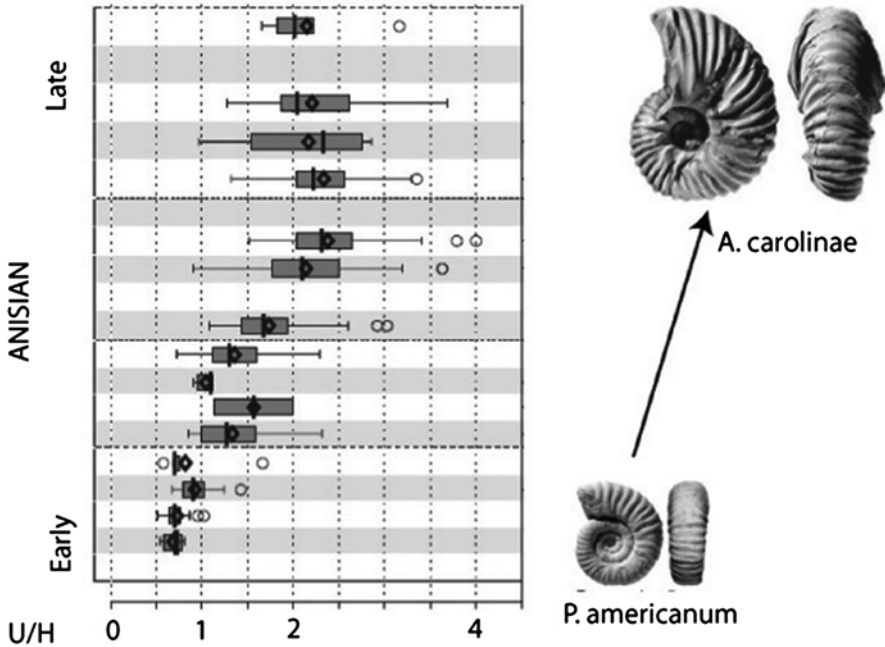 Late
A. carolinae
ANISIAN
Early
P. americanum
U/H 0 1 2 4